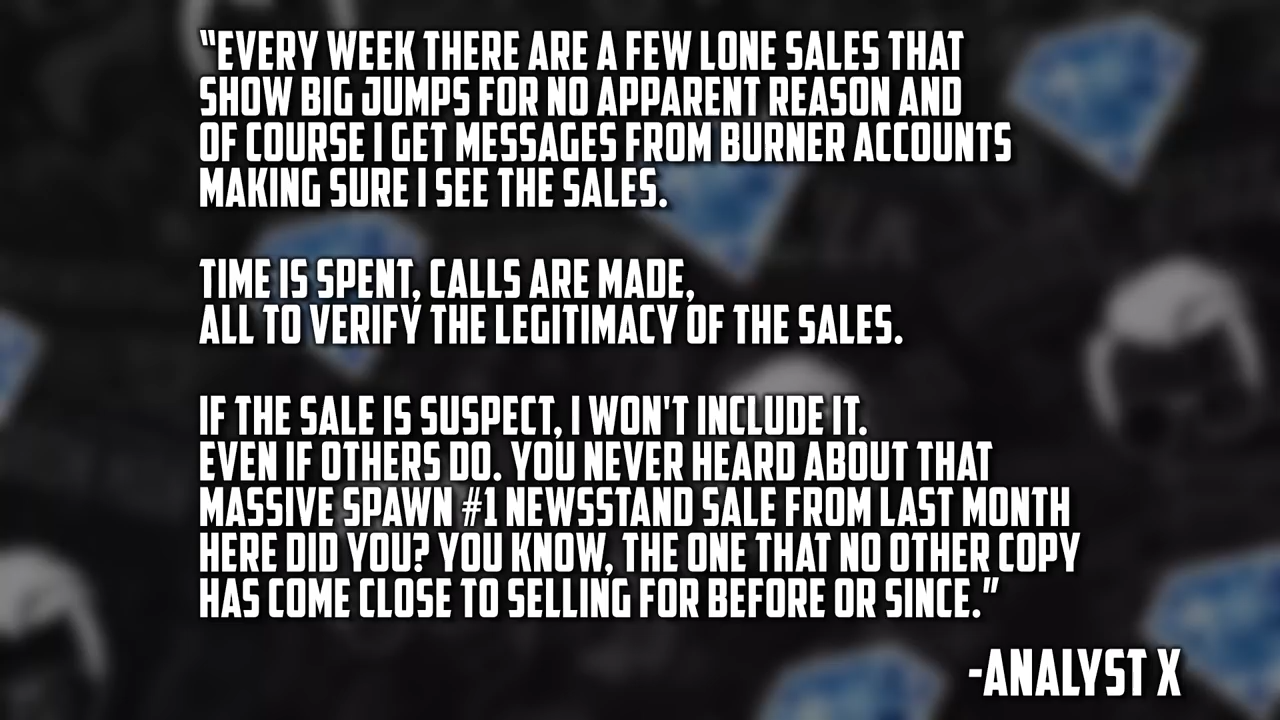 “EVERY WEEK THERE ARE A FEW LONE SALES THAT
SHOW BIG JUMPS FOR NO APPARENT REASON AND
OF COURSE I GET MESSAGES FROM BURNER ACCOUNTS
MAKING SURE I SEE THE SALES.
TIME IS SPENT, CALLS ARE MADE,
ALL TO VERIFY THE LEGITIMACY OF THE SALES.
IF THE SALE IS SUSPECT, I WON'T INCLUDE IT.
EVEN IF OTHERS DO. YOU NEVER HEARD ABOUT THAT
MASSIVE SPAWN #1 NEWSSTAND SALE FROM LAST MONTH
HERE DID YOU? YOU KNOW, THE ONE THAT NO OTHER COPY
HAS COME CLOSE TO SELLING FOR BEFORE OR SINCE.”
-ANALYST X